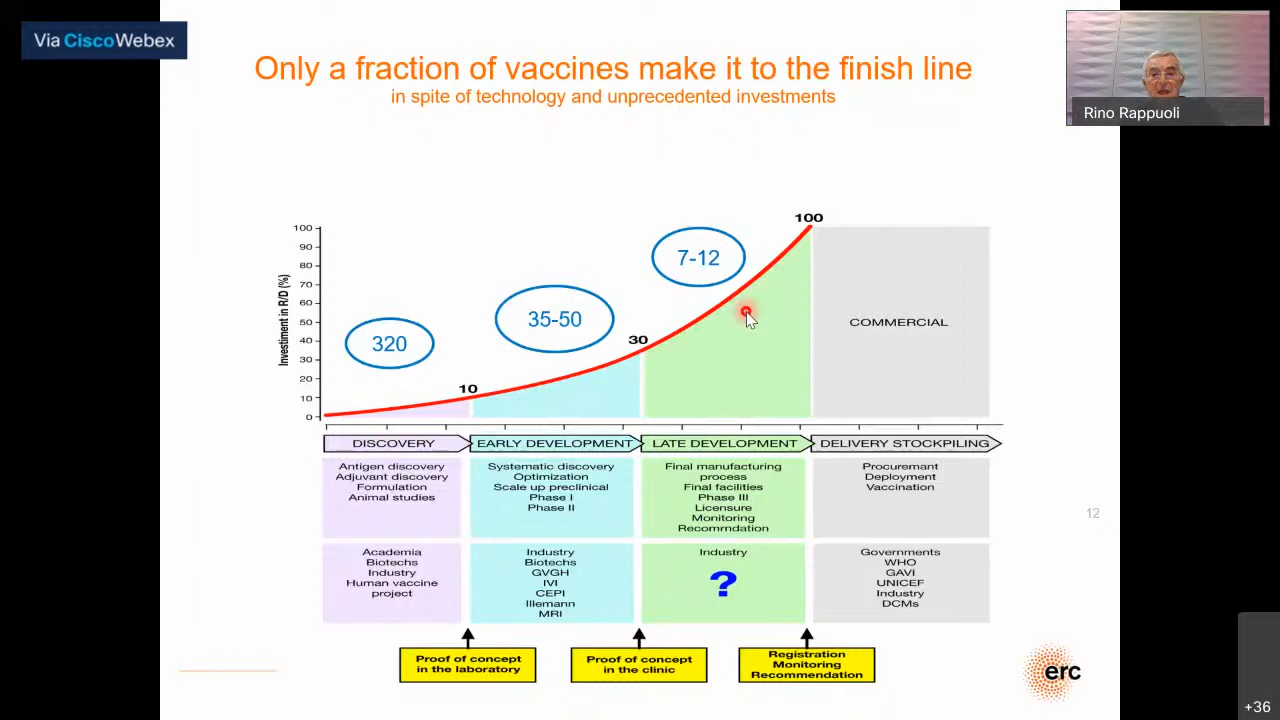 Via Cisco Webex
Only a fraction of vaccines make it to the finish line
in spite of technology and unprecedented investments
Rino Rappuoli
Investiment in R/D (%)
100
90
80
70
60
50
40
30
20
10
0
320
10
35-50
30
7-12
100
COMMERCIAL
DISCOVERY
EARLY DEVELOPMENT
LATE DEVELOPMENT
DELIVERY STOCKPILING
Antigen discovery
Adjuvant discovery
Formulation
Animal studies
Systematic discovery
Optimization
Scale up preclinical
Phase I
Phase II
Final manufacturing
process
Final facilities
Phase III
Licensure
Monitoring
Recomrndation
Procuremant
Deployment
Vaccination
12
Academia
Biotechs
Industry
Human vaccine
project
Industry
Biotechs
GVGH
IVI
CEPI
Illemann
MRI
Industry
?
Governments
WHO
GAVI
UNICEF
Industry
DCMs
Proof of concept
in the laboratory
Proof of concept
in the clinic
Registration
Monitoring
Recommendation
erc
+36